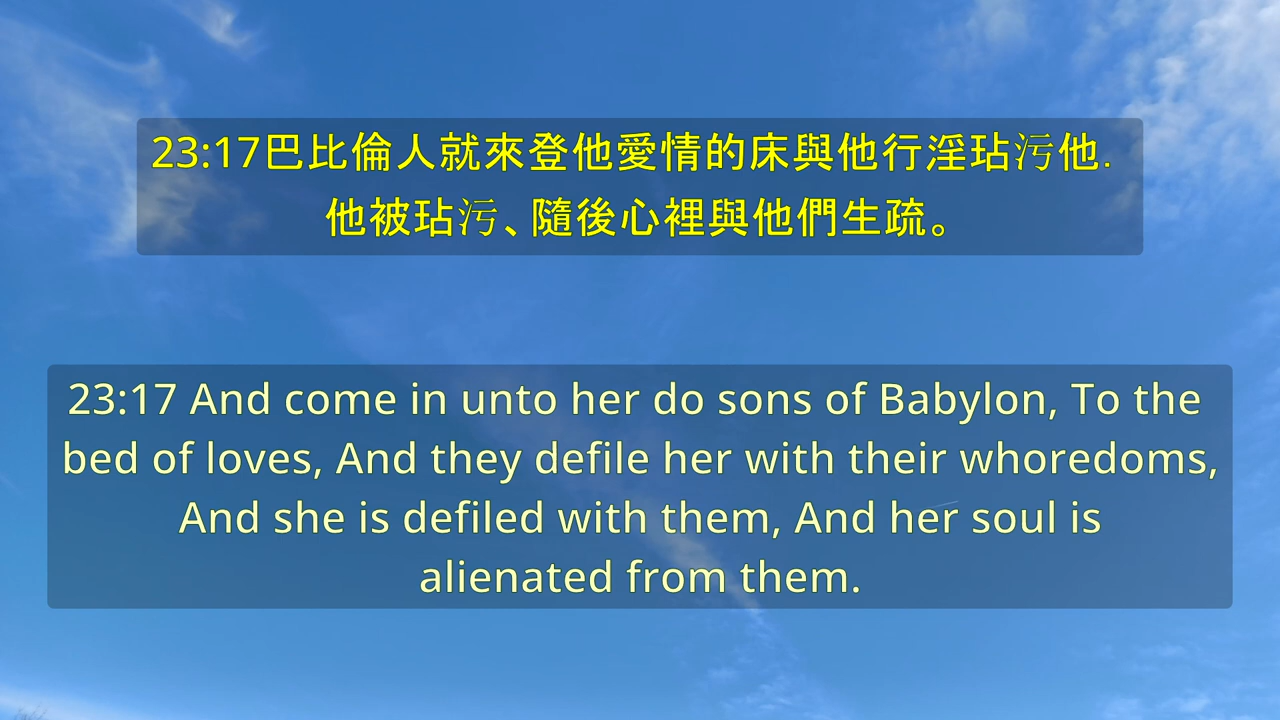 23:17巴比倫人就來登他愛情的床與他行淫玷污他.
他被玷污、隨後心裡與他們生疏。
23:17 And come in unto her do sons of Babylon, To the
bed of loves, And they defile her with their whoredoms,
And she is defiled with them, And her soul is
alienated from them.